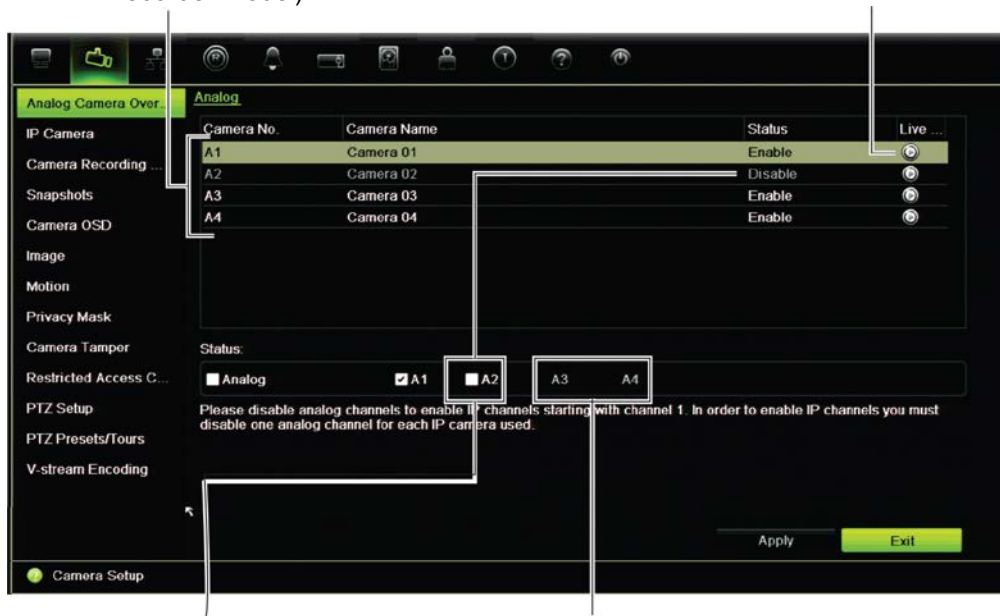 Analog Camera Over...
IP Camera
Camera Recording ...
Snapshots
Camera OSD
Image
Motion
Privacy Mask
Camera Tamper
Restricted Access C...
PTZ Setup
PTZ Presets/Tours
V-stream Encoding
Analog
Camera No. Camera Name Status Live ...
A1 Camera 01 Enable
A2 Camera 02 Disable
A3 Camera 03 Enable
A4 Camera 04 Enable
Status:
Analog A1 A2 A3 A4
Please disable analog channels to enable IP channels starting with channel 1. In order to enable IP channels you must
disable one analog channel for each IP camera used.
Apply Exit
Camera Setup